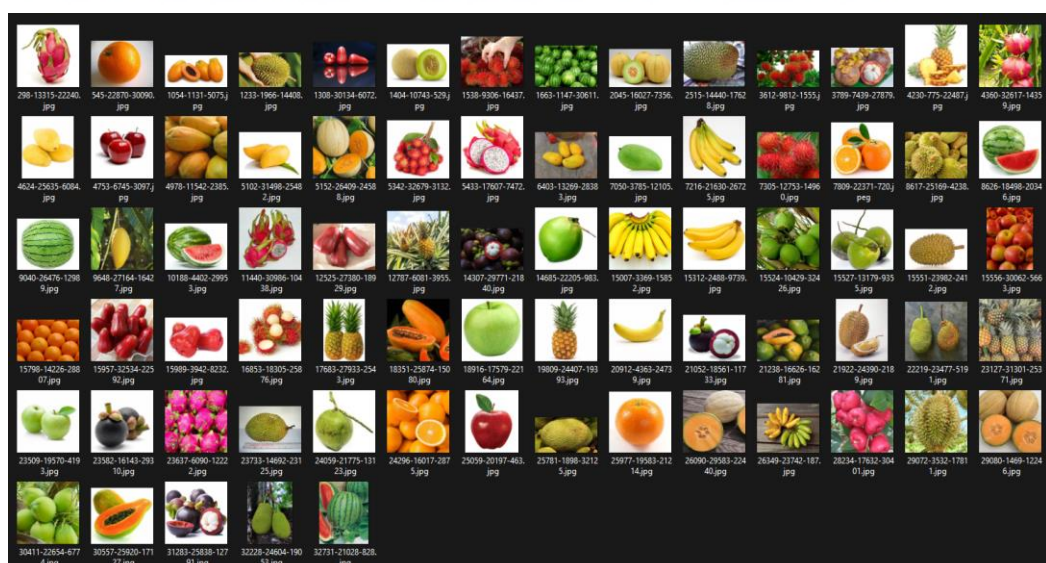 298-13315-22240.
jpg
545-22870-30090.
jpg
1054-1131-5075.j
pg
1233-1966-14408.
jpg
1308-30134-6072.
jpg
1404-10743-529.j
pg
1538-9306-16437.
jpg
1663-1147-30611.
jpg
2045-16027-7356.
jpg
2515-14440-1762
8.jpg
3612-9812-1555.j
pg
3789-7439-27879.
jpg
4230-775-22487.j
pg
4360-32617-1435
9.jpg
4624-25635-6084.
jpg
4753-6745-3097.j
pg
4978-11542-2385.
jpg
5102-31498-2548
2.jpg
5152-26409-2458
8.jpg
5342-32679-3132.
jpg
5433-17607-7472.
jpg
6403-13269-2838
3.jpg
7050-3785-12105.
jpg
7216-21630-2672
5.jpg
7305-12753-1496
0.jpg
7809-22371-720.j
peg
8617-25169-4238.
jpg
8626-18498-2034
6.jpg
9040-26476-1298
9.jpg
9648-27164-1642
7.jpg
10188-4402-2995
3.jpg
11440-30986-104
38.jpg
12525-27380-189
29.jpg
12787-6081-3955.
jpg
14307-29771-218
40.jpg
14685-22205-983.
jpg
15007-3369-1585
2.jpg
15312-2488-9739.
jpg
15524-10429-324
26.jpg
15527-13179-935
5.jpg
15551-23982-241
2.jpg
15556-30062-566
3.jpg
15798-14226-288
07.jpg
15957-32534-225
92.jpg
15989-3942-8232.
jpg
16853-18305-258
76.jpg
17683-27933-254
3.jpg
18351-25874-150
80.jpg
18916-17579-221
64.jpg
19809-24407-193
93.jpg
20912-4363-2473
9.jpg
21052-18561-117
33.jpg
21238-16626-162
81.jpg
21922-24390-218
9.jpg
22219-23477-519
1.jpg
23127-31301-253
71.jpg
23509-19570-419
3.jpg
23582-16143-293
10.jpg
23637-6090-1222
2.jpg
23733-14692-231
25.jpg
24059-21775-131
23.jpg
24296-16017-287
5.jpg
25059-20197-463.
jpg
25781-1898-3212
5.jpg
25977-19583-212
14.jpg
26090-29583-224
40.jpg
26349-23742-187.
jpg
28234-17632-304
01.jpg
29072-3532-1781
1.jpg
29080-1469-1224
6.jpg
30411-22654-677
4.jpg
30557-25920-171
27.jpg
31283-25838-127
91.jpg
32228-24604-190
53.jpg
32731-21028-828.
jpg